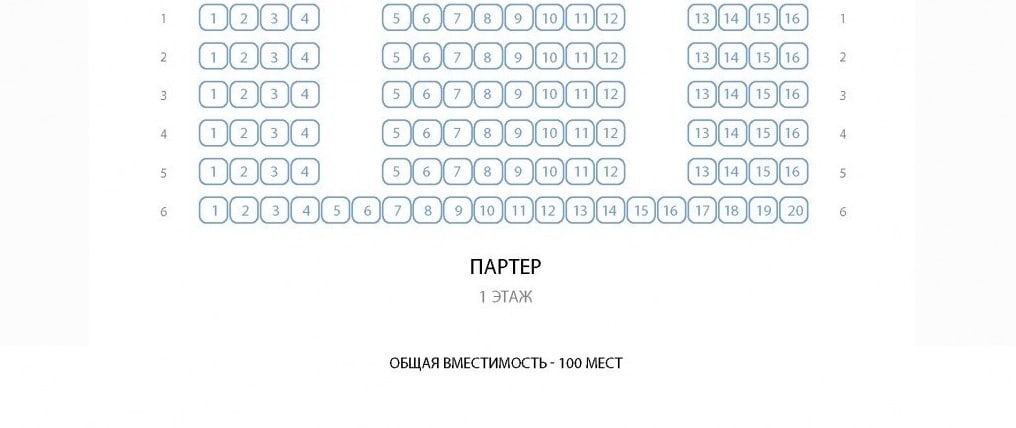 1 1 2 3 4 5 6 7 8 9 10 11 12 13 14 15 16 1
2 1 2 3 4 5 6 7 8 9 10 11 12 13 14 15 16 2
3 1 2 3 4 5 6 7 8 9 10 11 12 13 14 15 16 3
4 1 2 3 4 5 6 7 8 9 10 11 12 13 14 15 16 4
5 1 2 3 4 5 6 7 8 9 10 11 12 13 14 15 16 5
6 1 2 3 4 5 6 7 8 9 10 11 12 13 14 15 16 17 18 19 20 6
ПАРТЕР
1 ЭТАЖ
ОБЩАЯ ВМЕСТИМОСТЬ - 100 МЕСТ